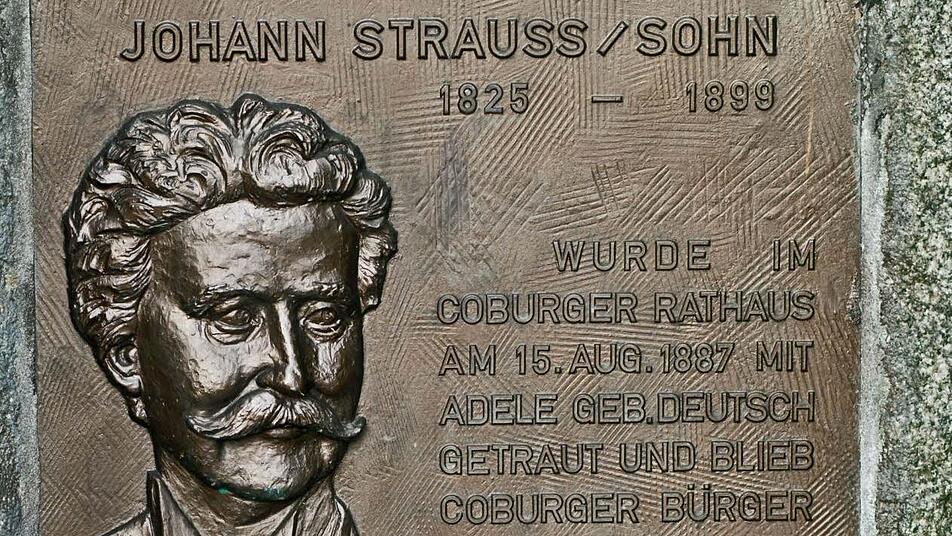 JOHANN STRAUSS/SOHN
1825 – 1899
WURDE IM
COBURGER RATHAUS
AM 15. AUG. 1887 MIT
ADELE GEB. DEUTSCH
GETRAUT UND BLIEB
COBURGER BÜRGER